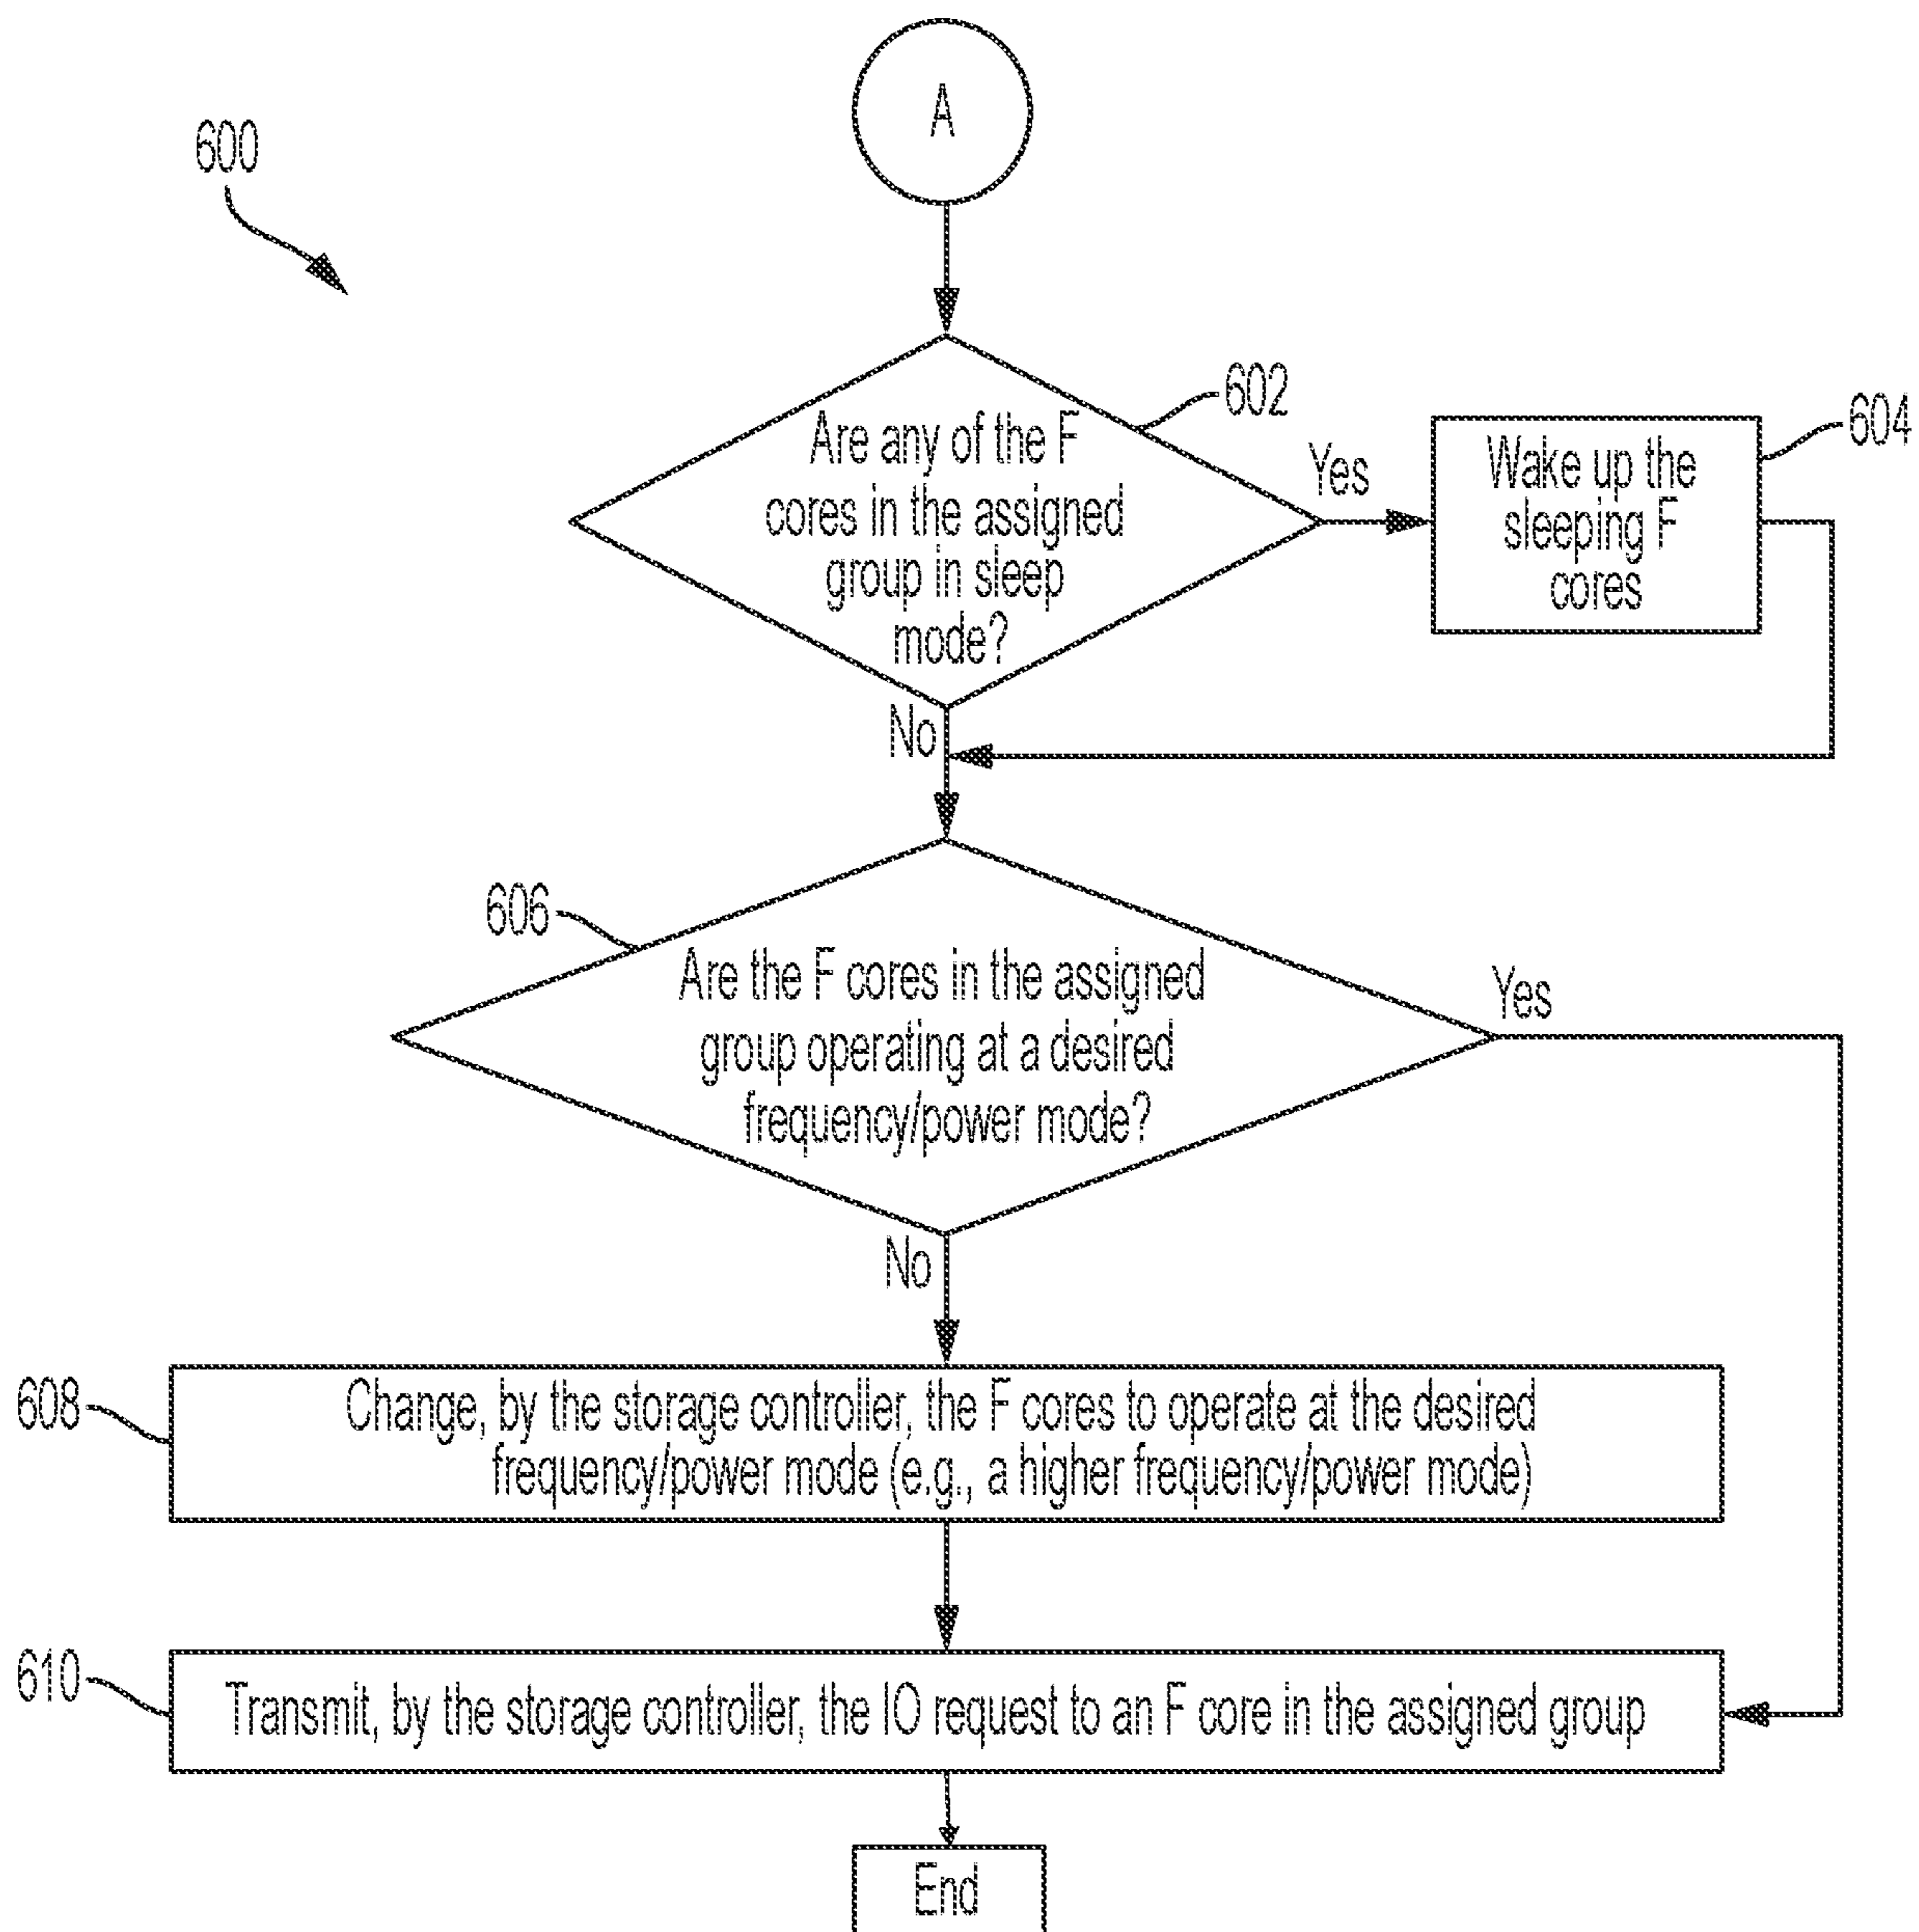 A
600
602
604
Are any of the F
cores in the assigned
group in sleep
mode?
Yes
Wake up the
sleeping F
cores
No
606
Are the F cores in the assigned
group operating at a desired
frequency/power mode?
Yes
No
608
Change, by the storage controller, the F cores to operate at the desired
frequency/power mode (e.g., a higher frequency/power mode)
610
Transmit, by the storage controller, the IO request to an F core in the assigned group
End